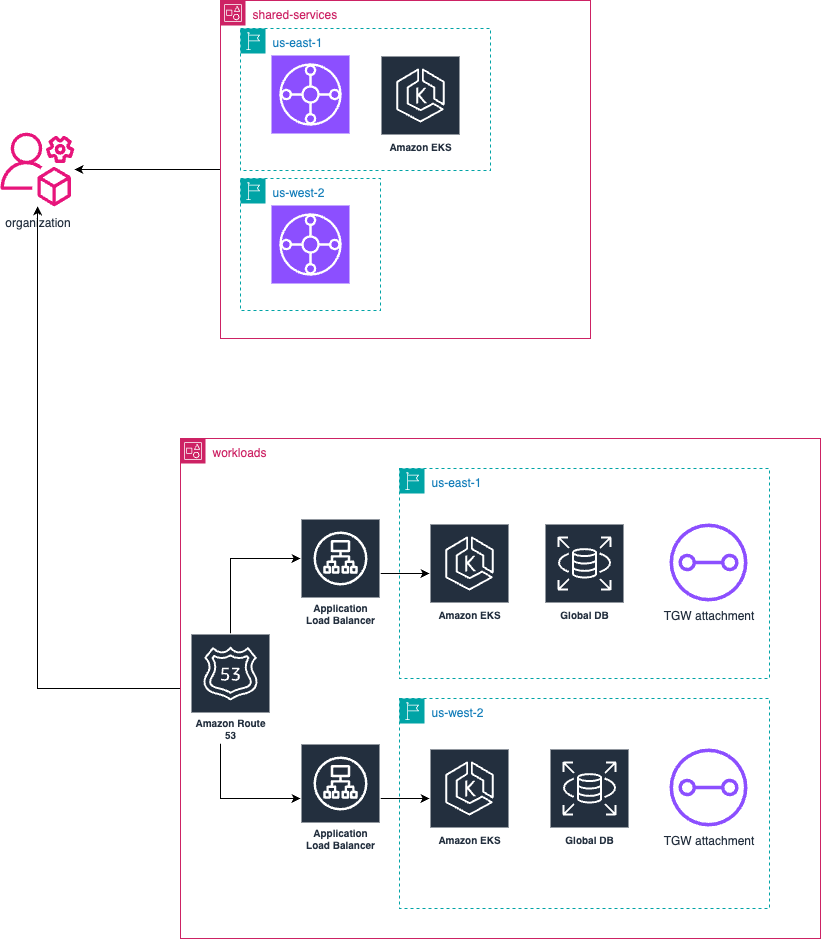 shared-services
us-east-1
Amazon EKS
us-west-2
organization
workloads
us-east-1
Application
Load Balancer
Amazon EKS
Global DB
TGW attachment
53
Amazon Route
53
us-west-2
Application
Load Balancer
Amazon EKS
Global DB
TGW attachment